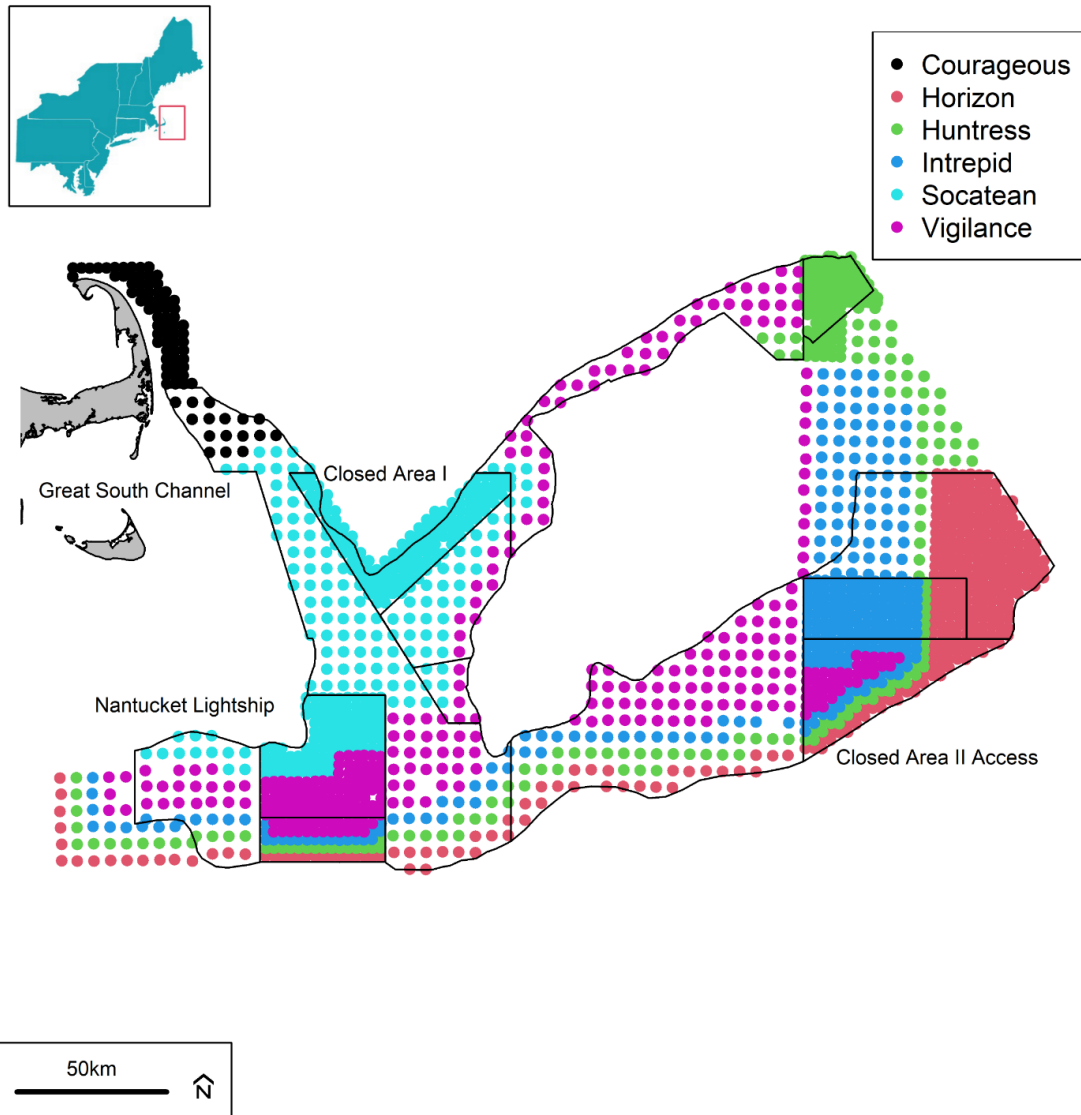 Courageous
Horizon
Huntress
Intrepid
Socatean
Vigilance
Closed Area I
Great South Channel
Nantucket Lightship
Closed Area II Access
50km
N